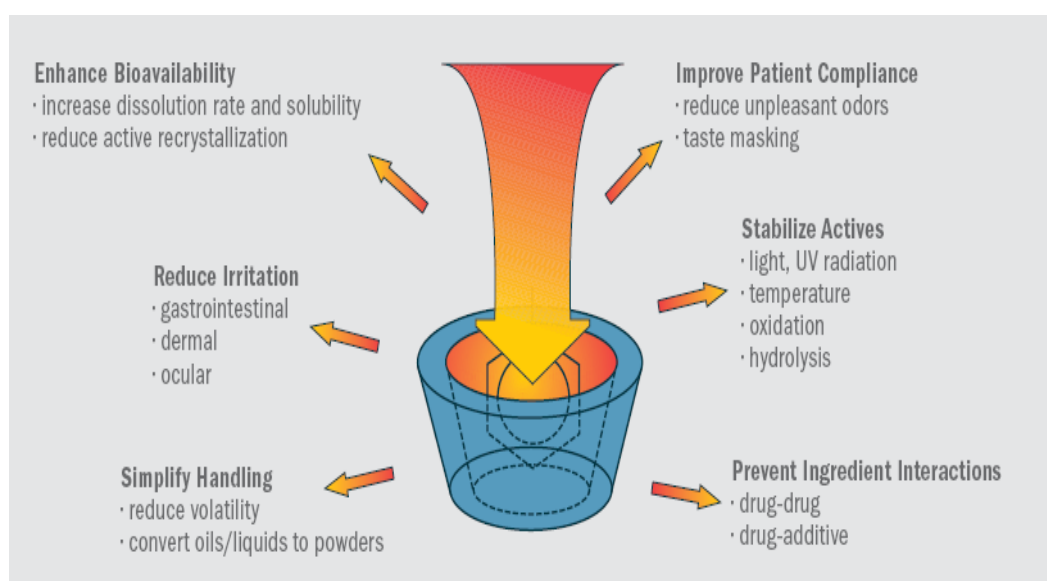 Enhance Bioavailability
· increase dissolution rate and solubility
· reduce active recrystallization
Improve Patient Compliance
· reduce unpleasant odors
· taste masking
Reduce Irritation
· gastrointestinal
· dermal
· ocular
Stabilize Actives
· light, UV radiation
· temperature
· oxidation
· hydrolysis
Simplify Handling
· reduce volatility
· convert oils/liquids to powders
Prevent Ingredient Interactions
· drug-drug
· drug-additive